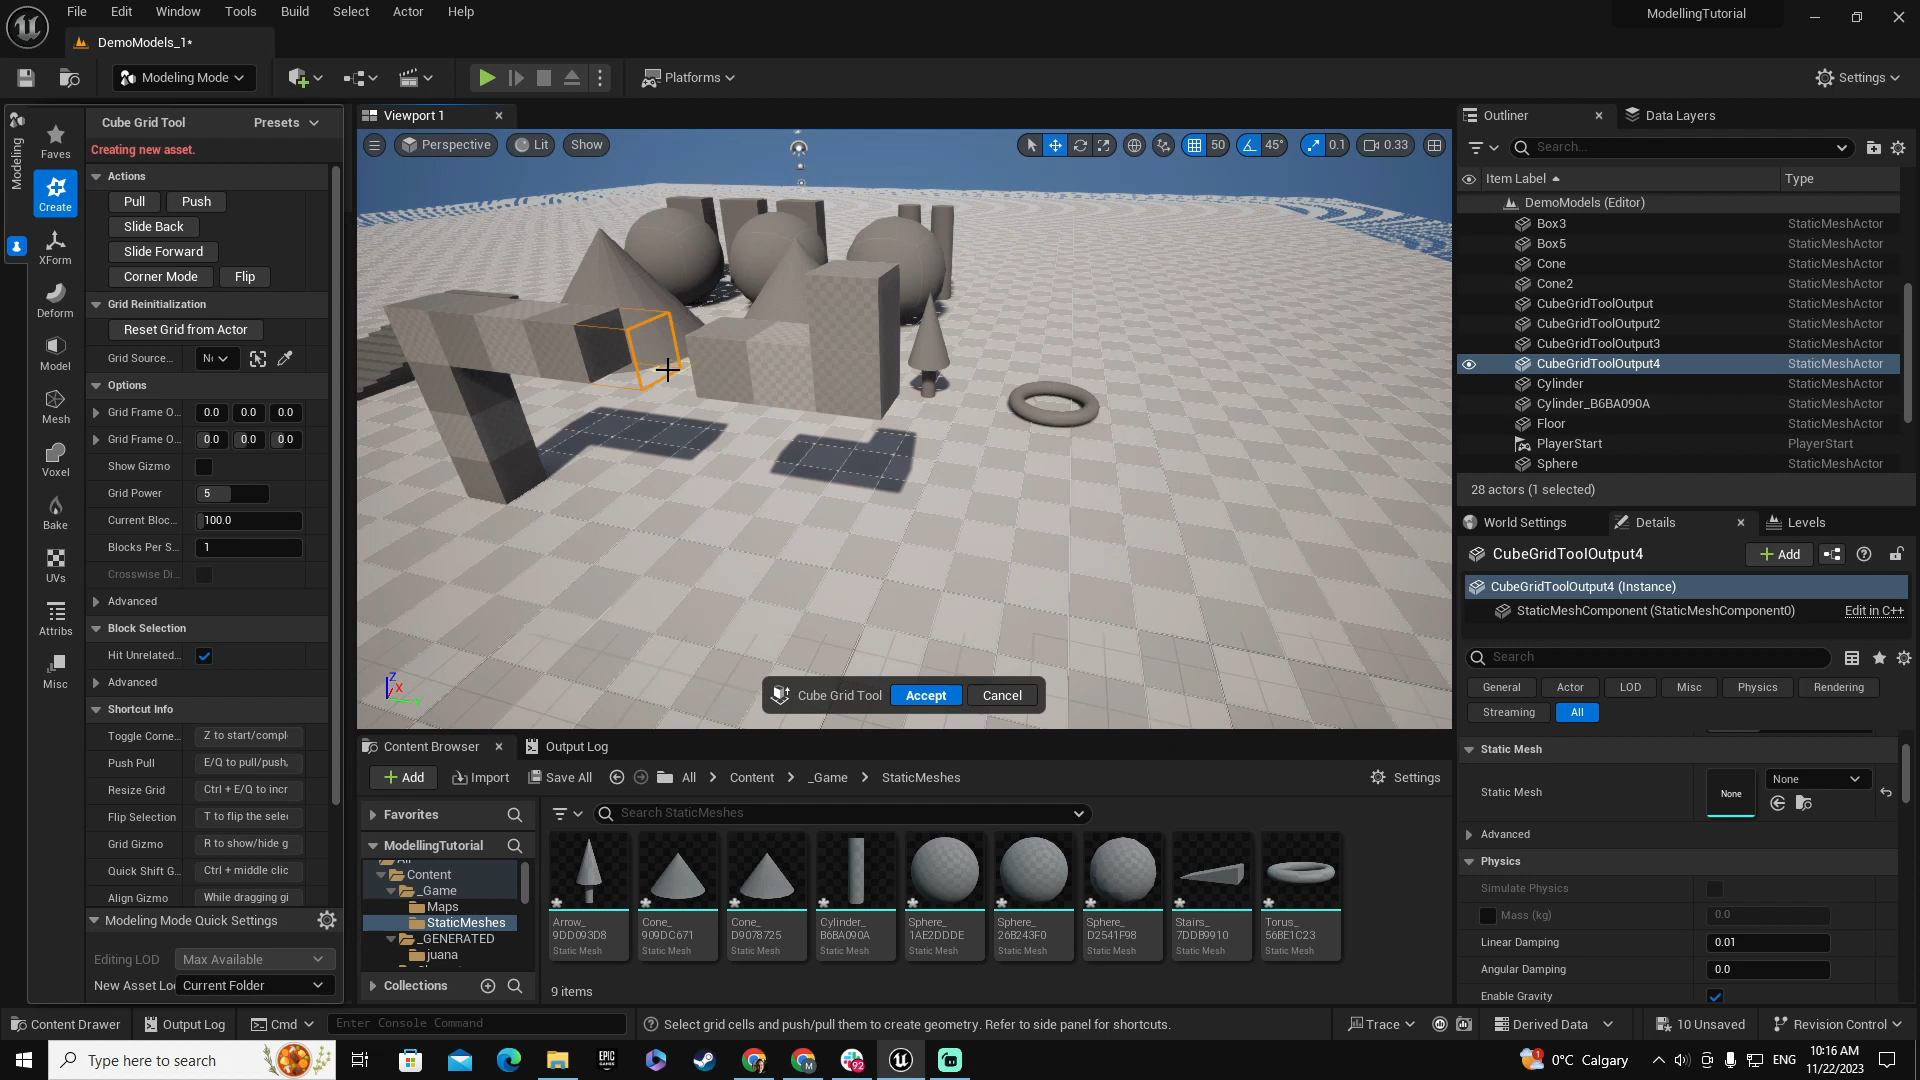 File Edit Window Tools Build Select Actor Help
ModellingTutorial
DemoModels_1*
Modeling Mode
Platforms
Settings
Modeling
Faves
Create
XForm
Deform
Model
Mesh
Voxel
Bake
UVs
Attribs
Misc
Cube Grid Tool Presets
Creating new asset.
Actions
Pull Push
Slide Back
Slide Forward
Corner Mode Flip
Grid Reinitialization
Reset Grid from Actor
Grid Source...
Options
Grid Frame O... 0.0 0.0 0.0
Grid Frame O... 0.0 0.0 0.0
Show Gizmo
Grid Power 5
Current Bloc... 100.0
Blocks Per S... 1
Crosswise Di...
Advanced
Block Selection
Hit Unrelated...
Advanced
Shortcut Info
Toggle Corne... Z to start/compl
Push Pull E/Q to pull/push,
Resize Grid Ctrl + E/Q to incr
Flip Selection T to flip the selec
Grid Gizmo R to show/hide g
Quick Shift G... Ctrl + middle clic
Align Gizmo While dragging gi
Modeling Mode Quick Settings
Editing LOD Max Available
New Asset Loc Current Folder
Viewport 1
Perspective Lit Show
50 45° 0.1 0.33
Z
X
Y
Cube Grid Tool Accept Cancel
Content Browser Output Log
Add Import Save All All Content _Game StaticMeshes Settings
Favorites
Search StaticMeshes
ModellingTutorial
All
Content
_Game
Maps
StaticMeshes
_GENERATED
juana
Collections
Arrow_
9DD093D8
Static Mesh
Cone_
909DC671
Static Mesh
Cone_
D9078725
Static Mesh
Cylinder_
B6BA090A
Static Mesh
Sphere_
1AE2DDDE
Static Mesh
Sphere_
26B243F0
Static Mesh
Sphere_
D2541F98
Static Mesh
Stairs_
7DDB9910
Static Mesh
Torus_
56BE1C23
Static Mesh
9 items
Outliner Data Layers
Search...
Item Label Type
DemoModels (Editor)
Box3 StaticMeshActor
Box5 StaticMeshActor
Cone StaticMeshActor
Cone2 StaticMeshActor
CubeGridToolOutput StaticMeshActor
CubeGridToolOutput2 StaticMeshActor
CubeGridToolOutput3 StaticMeshActor
CubeGridToolOutput4 StaticMeshActor
Cylinder StaticMeshActor
Cylinder_B6BA090A StaticMeshActor
Floor StaticMeshActor
PlayerStart PlayerStart
Sphere StaticMeshActor
28 actors (1 selected)
World Settings Details Levels
CubeGridToolOutput4 Add
CubeGridToolOutput4 (Instance)
StaticMeshComponent (StaticMeshComponent0) Edit in C++
Search
General Actor LOD Misc Physics Rendering
Streaming All
Static Mesh
Static Mesh None None
Advanced
Physics
Simulate Physics
Mass (kg) 0.0
Linear Damping 0.01
Angular Damping 0.0
Enable Gravity
Content Drawer Output Log Cmd Enter Console Command Select grid cells and push/pull them to create geometry. Refer to side panel for shortcuts. Trace Derived Data 10 Unsaved Revision Control
Type here to search
EPIC
GAMES
92
1
0°C Calgary
ENG
10:16 AM
11/22/2023